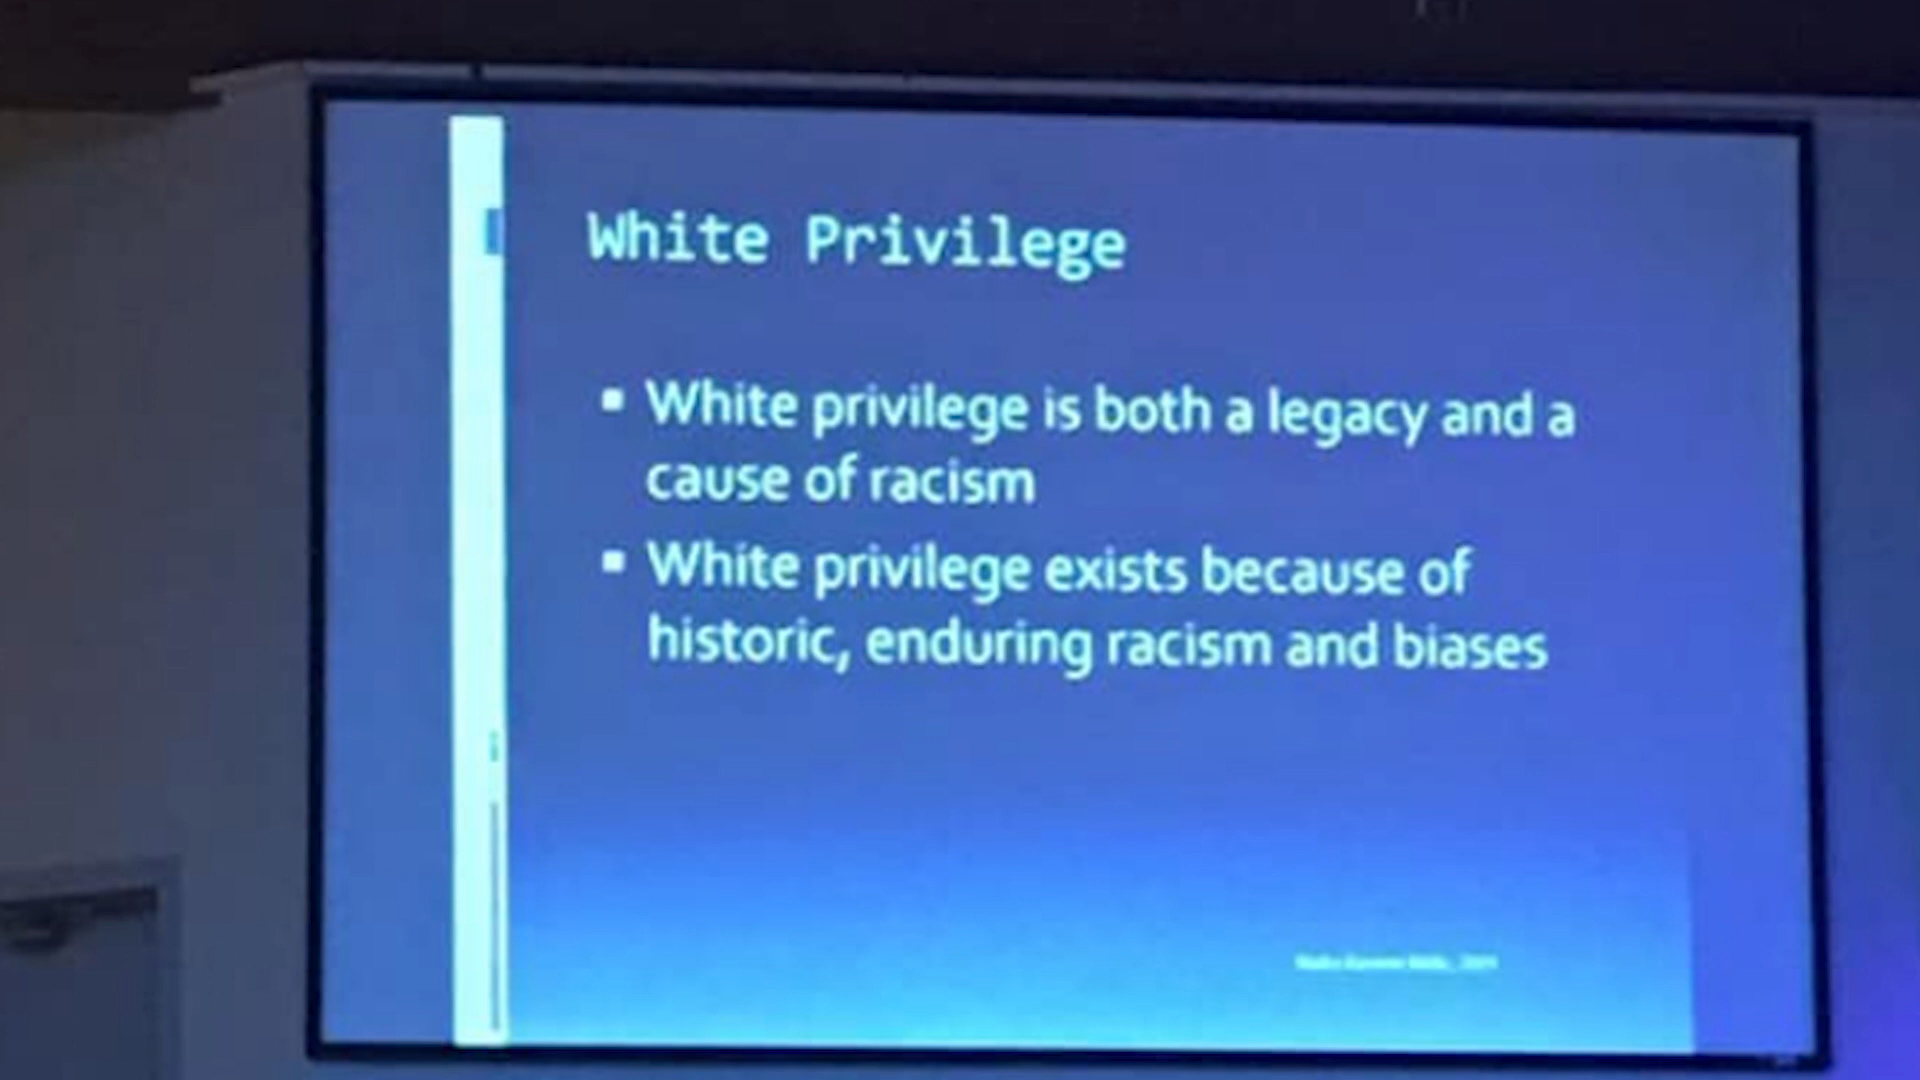 White Privilege
▪ White privilege is both a legacy and a
cause of racism
▪ White privilege exists because of
historic, enduring racism and biases